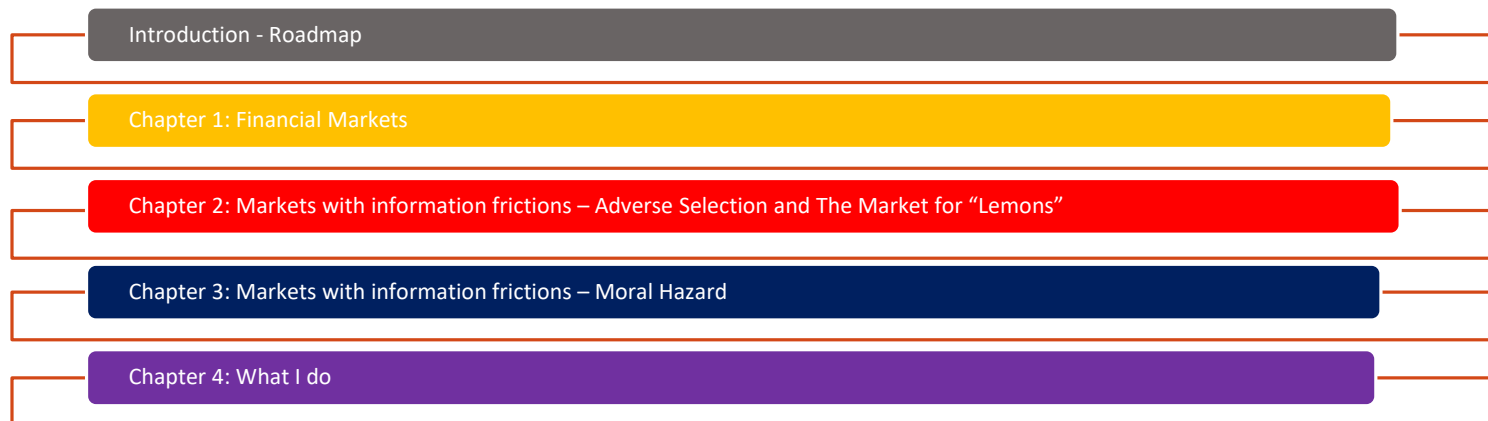 Introduction - Roadmap
Chapter 1: Financial Markets
Chapter 2: Markets with information frictions – Adverse Selection and The Market for “Lemons”
Chapter 3: Markets with information frictions – Moral Hazard
Chapter 4: What I do